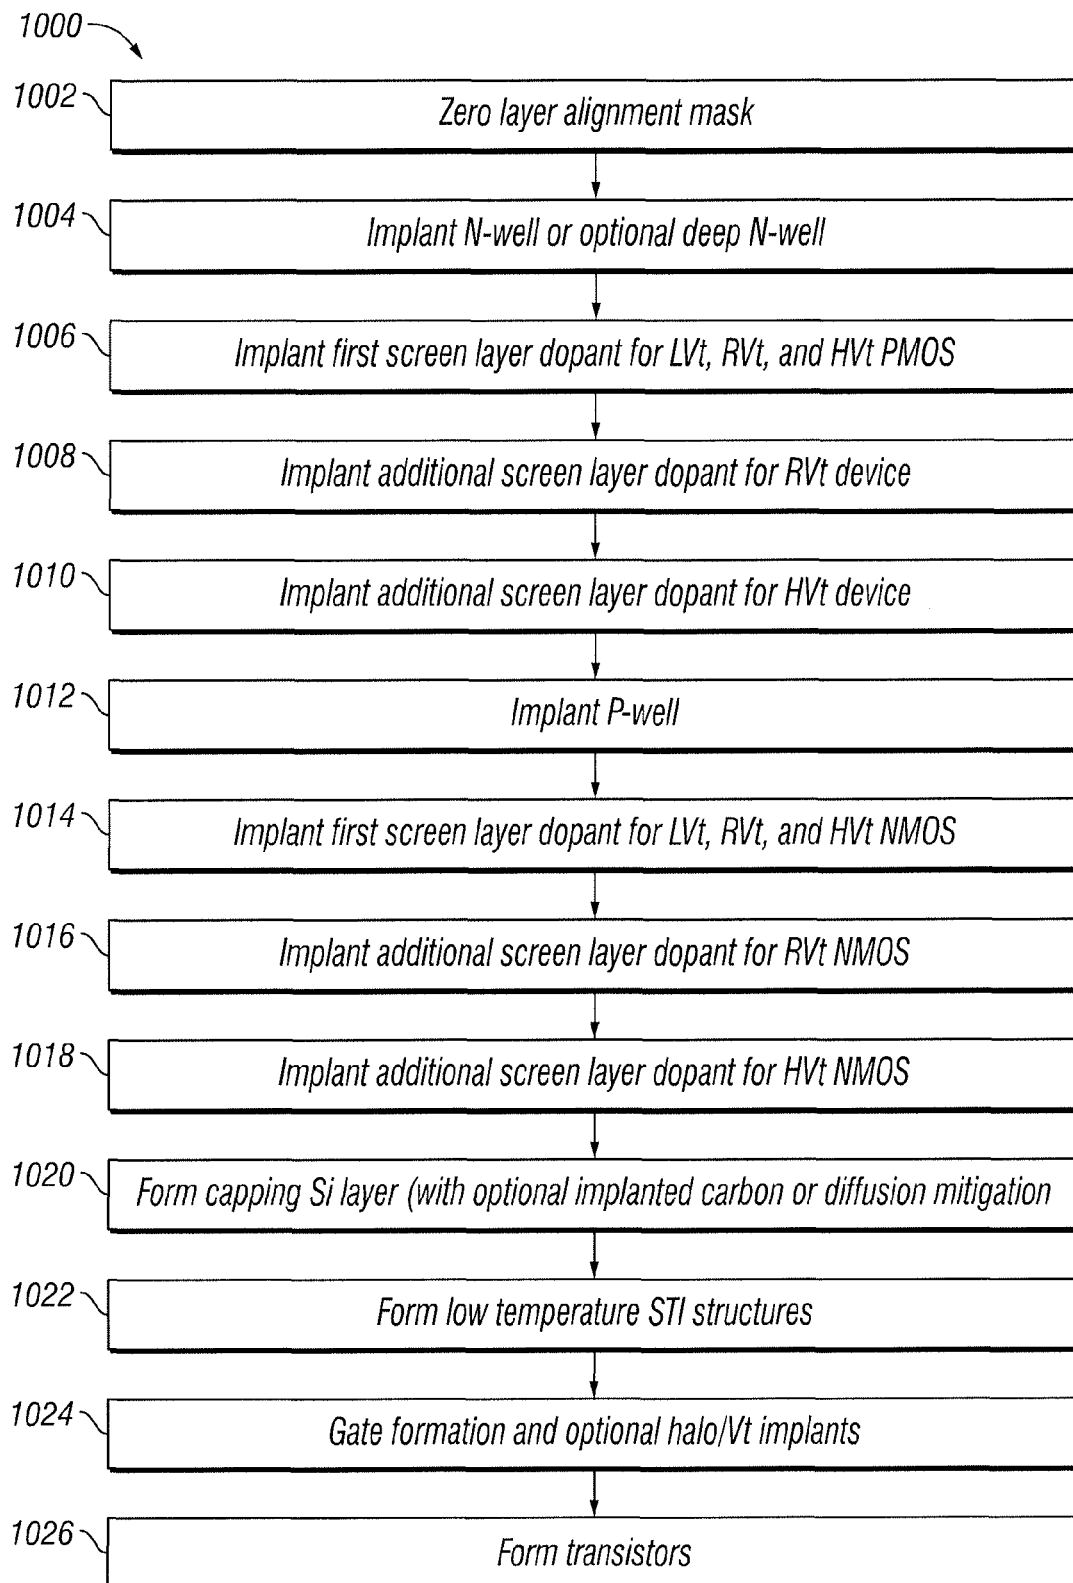 1000
1002 Zero layer alignment mask
1004 Implant N-well or optional deep N-well
1006 Implant first screen layer dopant for LVt, RVt, and HVt PMOS
1008 Implant additional screen layer dopant for RVt device
1010 Implant additional screen layer dopant for HVt device
1012 Implant P-well
1014 Implant first screen layer dopant for LVt, RVt, and HVt NMOS
1016 Implant additional screen layer dopant for RVt NMOS
1018 Implant additional screen layer dopant for HVt NMOS
1020 Form capping Si layer (with optional implanted carbon or diffusion mitigation
1022 Form low temperature STI structures
1024 Gate formation and optional halo/Vt implants
1026 Form transistors